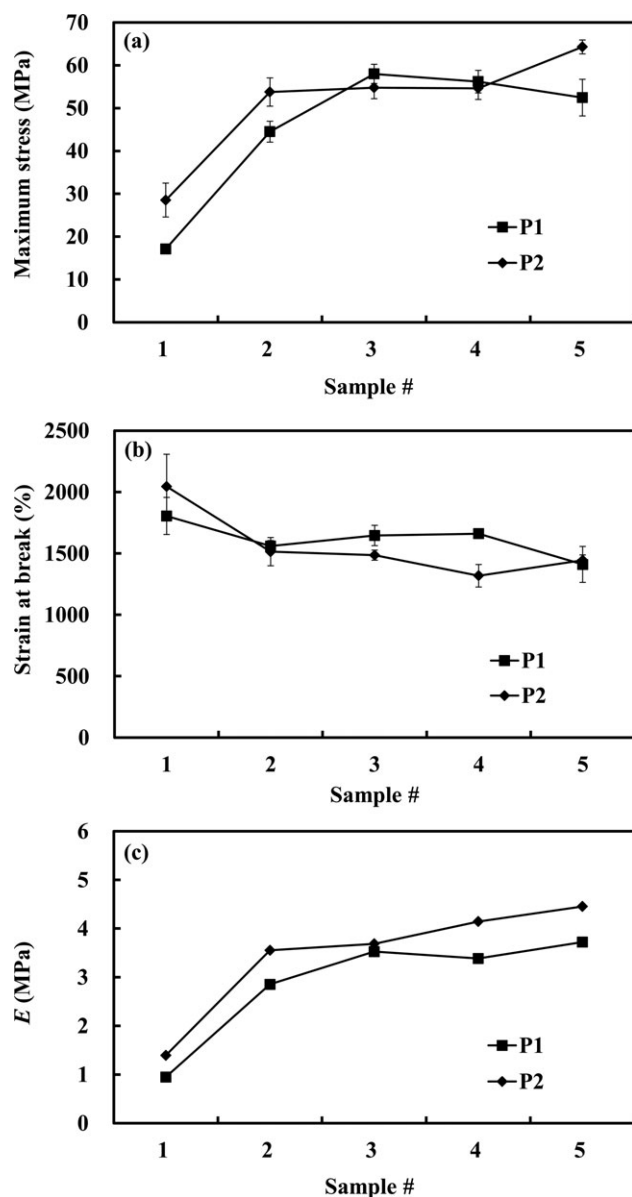 (a)
Maximum stress (MPa)
70
60
50
40
30
20
10
0
P1
P2
1 2 3 4 5
Sample #
(b)
Strain at break (%)
2500
2000
1500
1000
500
0
P1
P2
1 2 3 4 5
Sample #
(c)
E (MPa)
6
5
4
3
2
1
0
P1
P2
1 2 3 4 5
Sample #